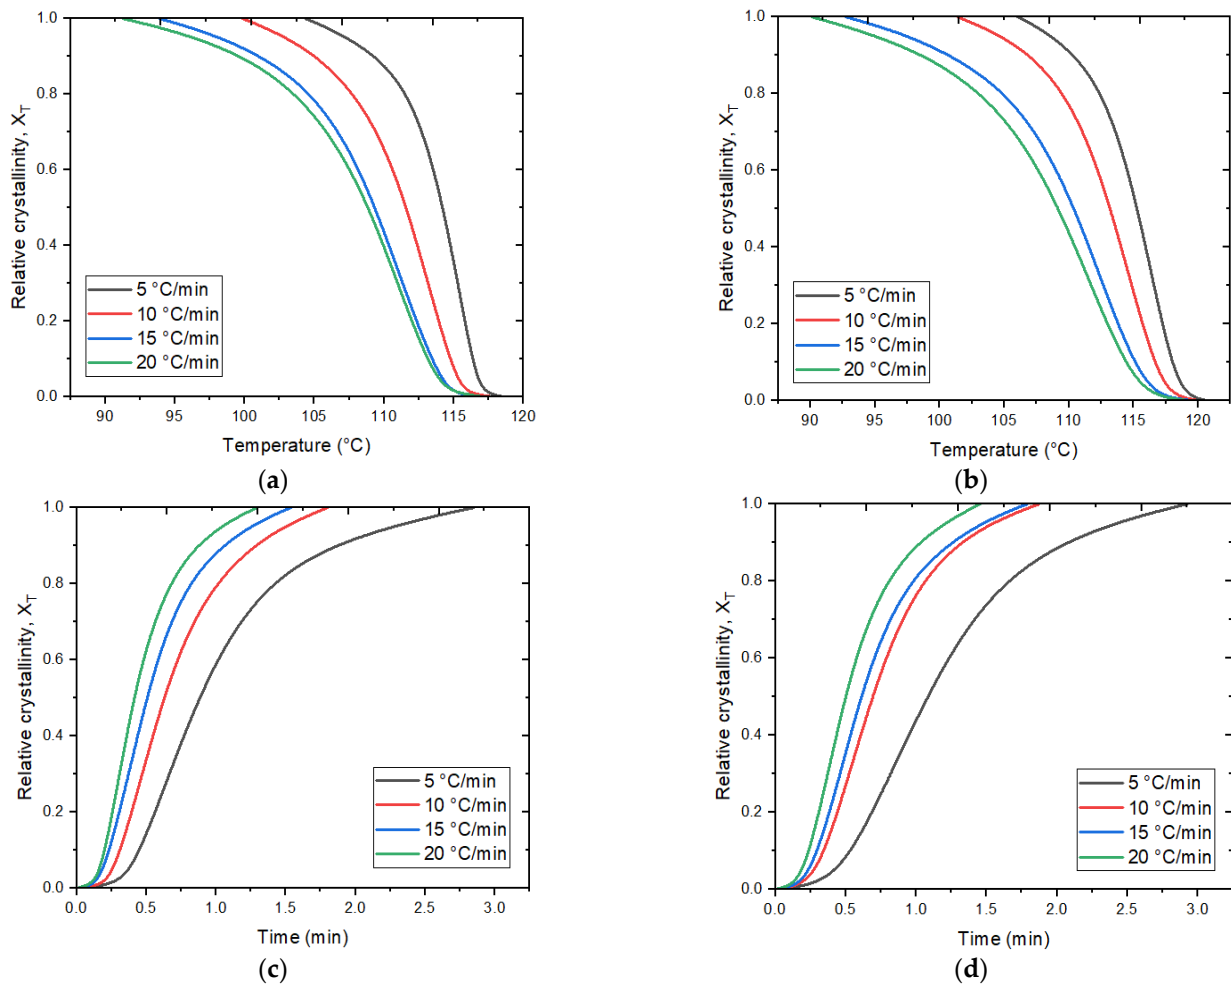 Relative crystallinity, X_T
1.0
0.8
0.6
0.4
0.2
0.0
5 °C/min
10 °C/min
15 °C/min
20 °C/min
90 95 100 105 110 115 120
Temperature (°C)
(a)
Relative crystallinity, X_T
1.0
0.8
0.6
0.4
0.2
0.0
5 °C/min
10 °C/min
15 °C/min
20 °C/min
90 95 100 105 110 115 120
Temperature (°C)
(b)
Relative crystallinity, X_T
1.0
0.8
0.6
0.4
0.2
0.0
5 °C/min
10 °C/min
15 °C/min
20 °C/min
0.0 0.5 1.0 1.5 2.0 2.5 3.0
Time (min)
(c)
Relative crystallinity, X_T
1.0
0.8
0.6
0.4
0.2
0.0
5 °C/min
10 °C/min
15 °C/min
20 °C/min
0.0 0.5 1.0 1.5 2.0 2.5 3.0
Time (min)
(d)